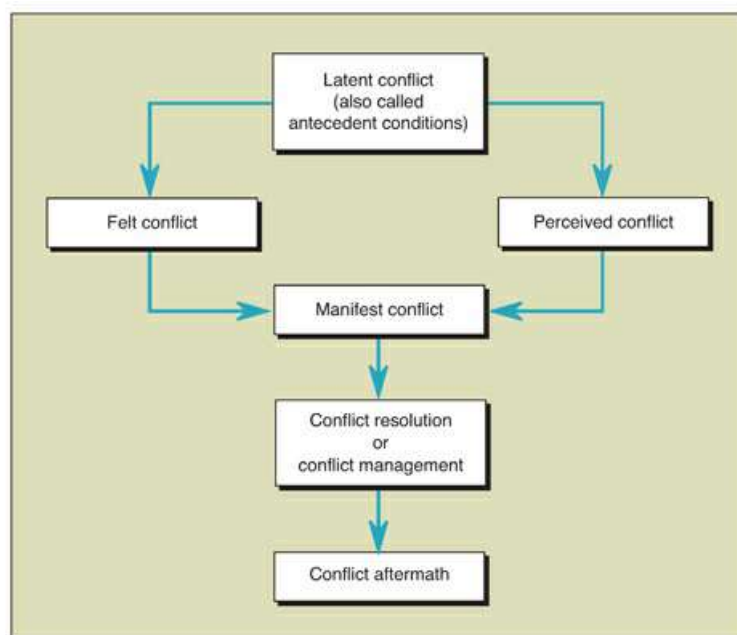 Latent conflict
(also called
antecedent conditions)
Felt conflict
Perceived conflict
Manifest conflict
Conflict resolution
or
conflict management
Conflict aftermath